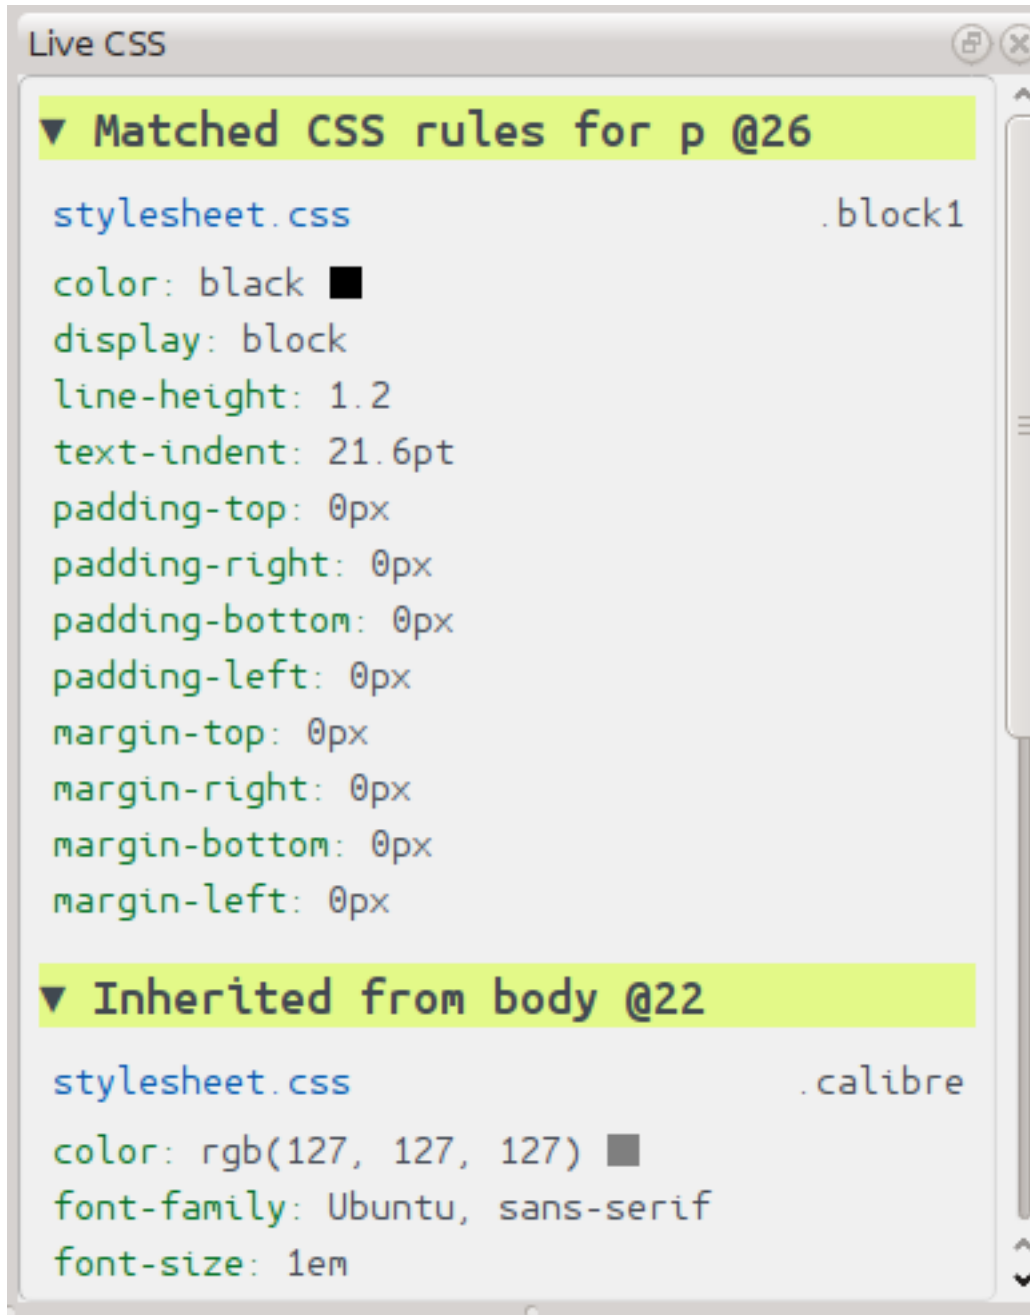 Live CSS
▼ Matched CSS rules for p @26
stylesheet.css .block1
color: black
display: block
line-height: 1.2
text-indent: 21.6pt
padding-top: 0px
padding-right: 0px
padding-bottom: 0px
padding-left: 0px
margin-top: 0px
margin-right: 0px
margin-bottom: 0px
margin-left: 0px
▼ Inherited from body @22
stylesheet.css .calibre
color: rgb(127, 127, 127)
font-family: Ubuntu, sans-serif
font-size: 1em